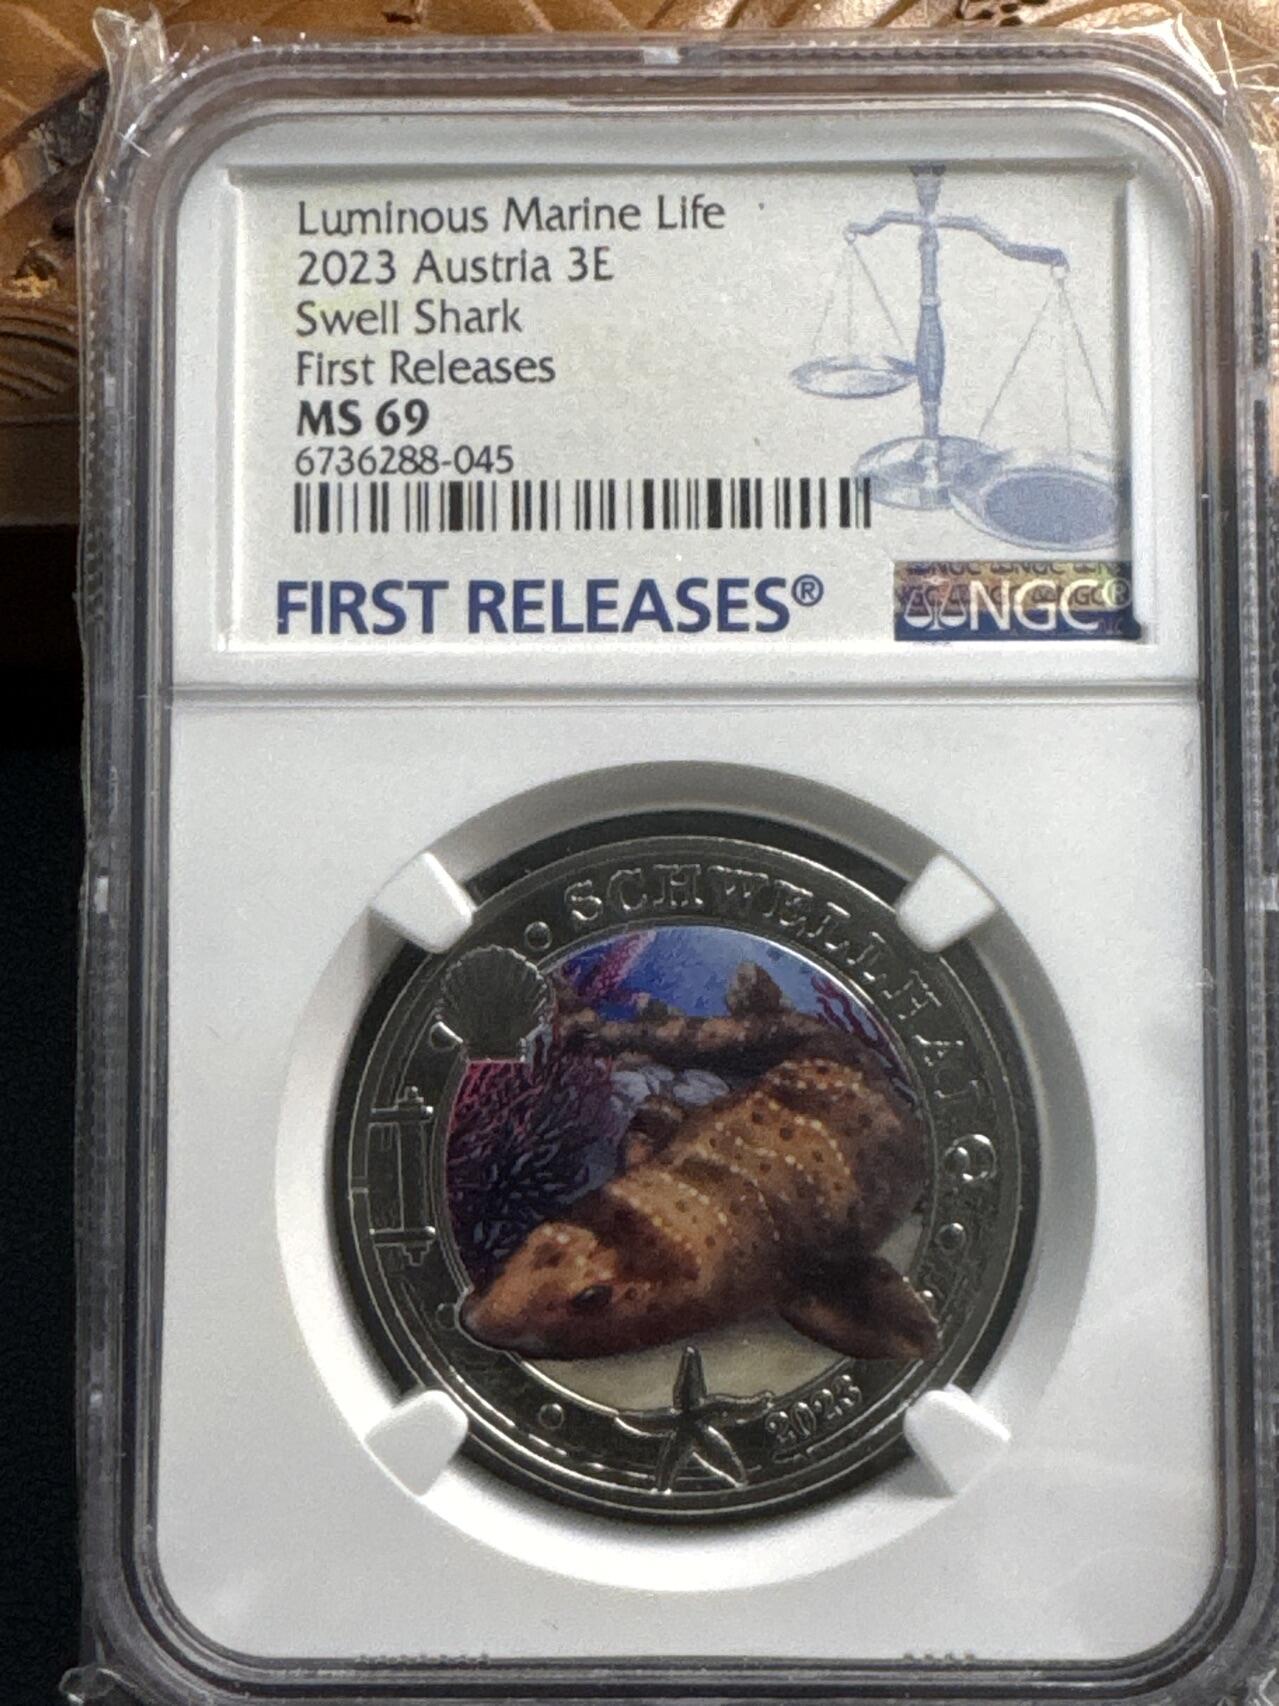 Luminous Marine Life
2023 Austria 3E
Swell Shark
First Releases
MS 69
6736288-045
FIRST RELEASES®
NGC®
SCHWELLHAI
2023